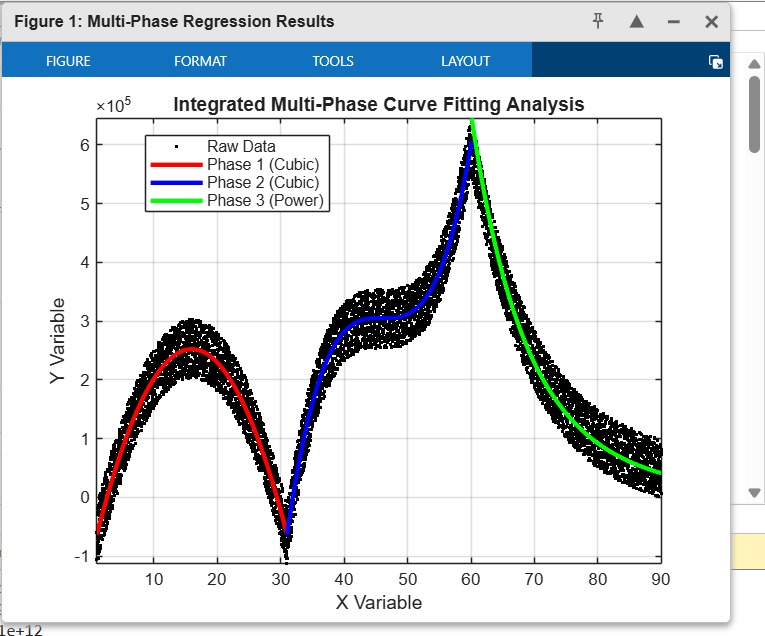 Figure 1: Multi-Phase Regression Results
FIGURE FORMAT TOOLS LAYOUT
×10⁵
Integrated Multi-Phase Curve Fitting Analysis
Raw Data
Phase 1 (Cubic)
Phase 2 (Cubic)
Phase 3 (Power)
Y Variable
6
5
4
3
2
1
0
-1
10 20 30 40 50 60 70 80 90
X Variable
1e+12